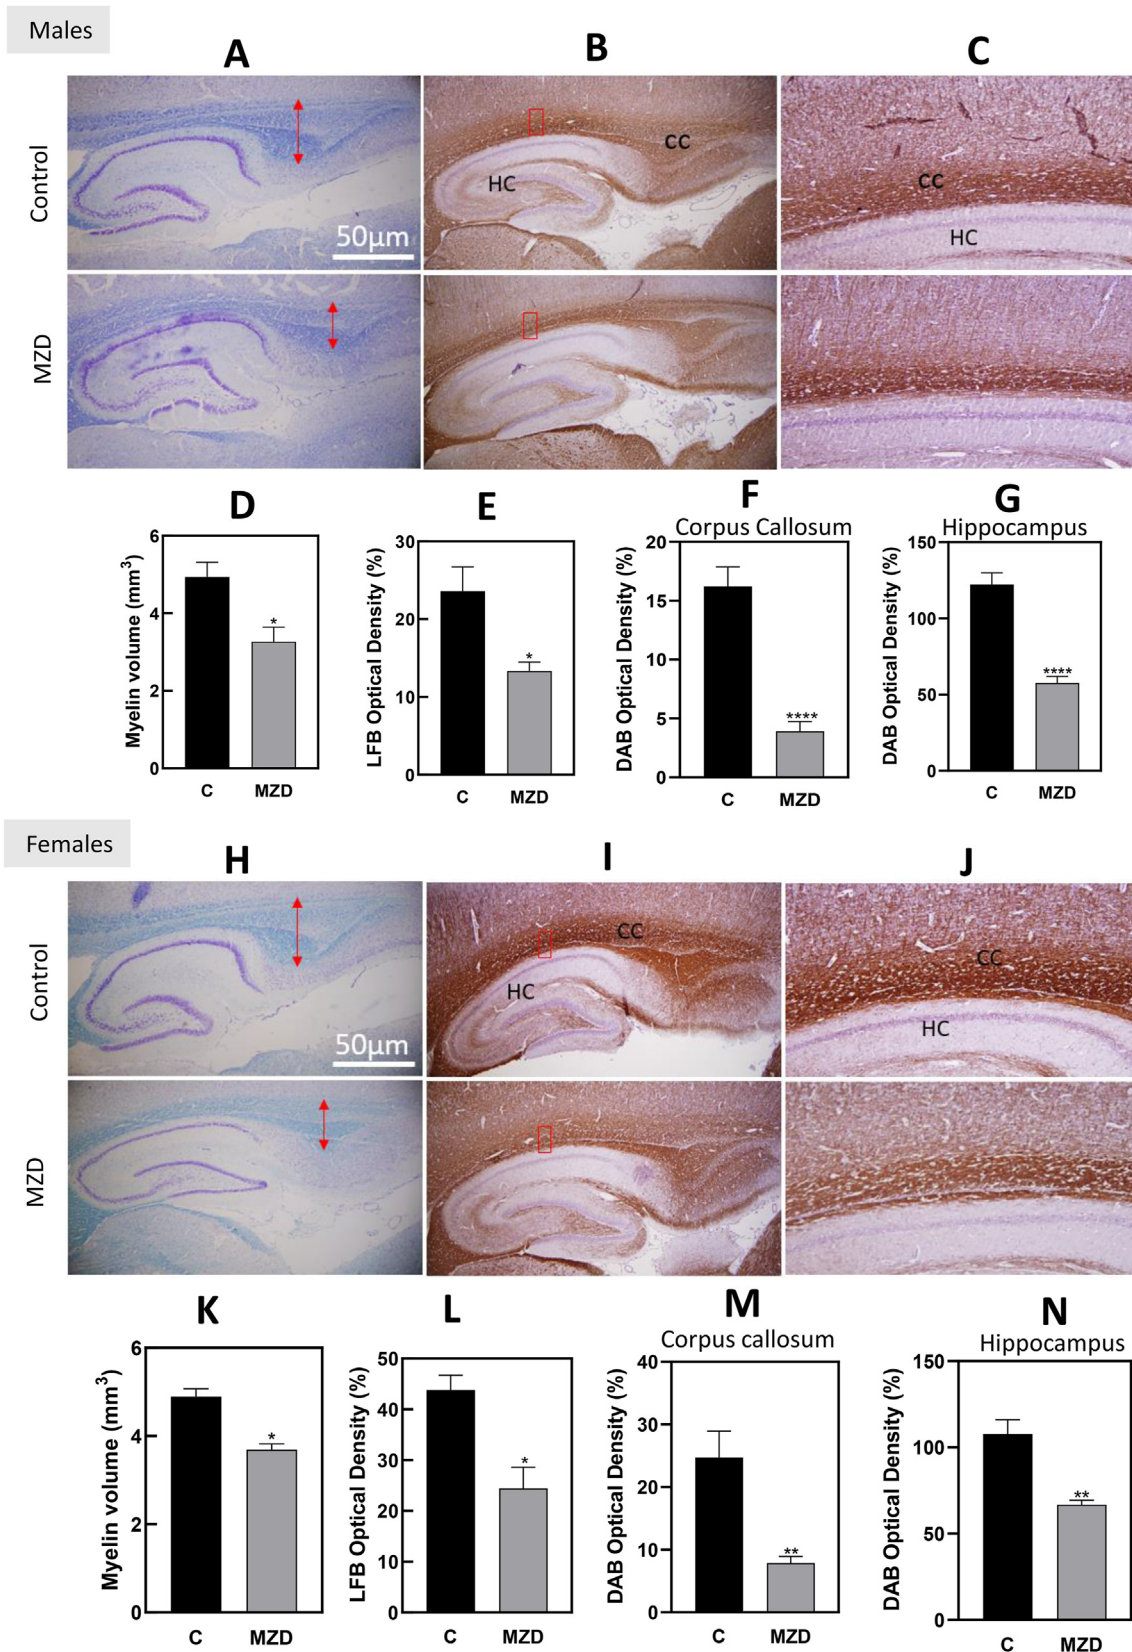 Males
A
B
C
Control
CC
HC
50µm
CC
HC
MZD
D
E
F
G
Corpus Callosum
Hippocampus
Myelin volume (mm³)
6
4
2
0
*
C
MZD
LFB Optical Density (%)
30
20
10
0
*
C
MZD
DAB Optical Density (%)
20
15
10
5
0
****
C
MZD
DAB Optical Density (%)
150
100
50
0
****
C
MZD
Females
H
I
J
Control
CC
HC
50µm
CC
HC
MZD
K
L
M
N
Corpus callosum
Hippocampus
Myelin volume (mm³)
6
4
2
0
*
C
MZD
LFB Optical Density (%)
50
40
30
20
10
0
*
C
MZD
DAB Optical Density (%)
40
30
20
10
0
**
C
MZD
DAB Optical Density (%)
150
100
50
0
**
C
MZD